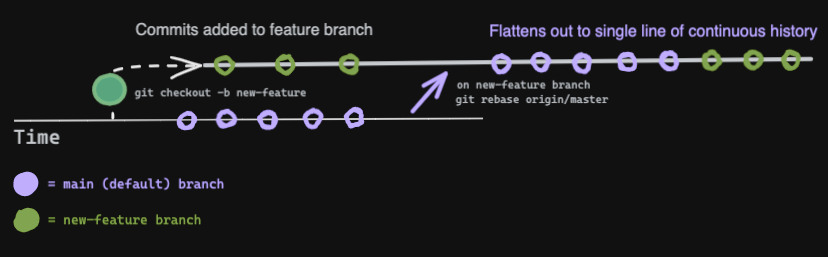 Commits added to feature branch
Flattens out to single line of continuous history
git checkout -b new-feature
on new-feature branch
git rebase origin/master
Time
= main (default) branch
= new-feature branch